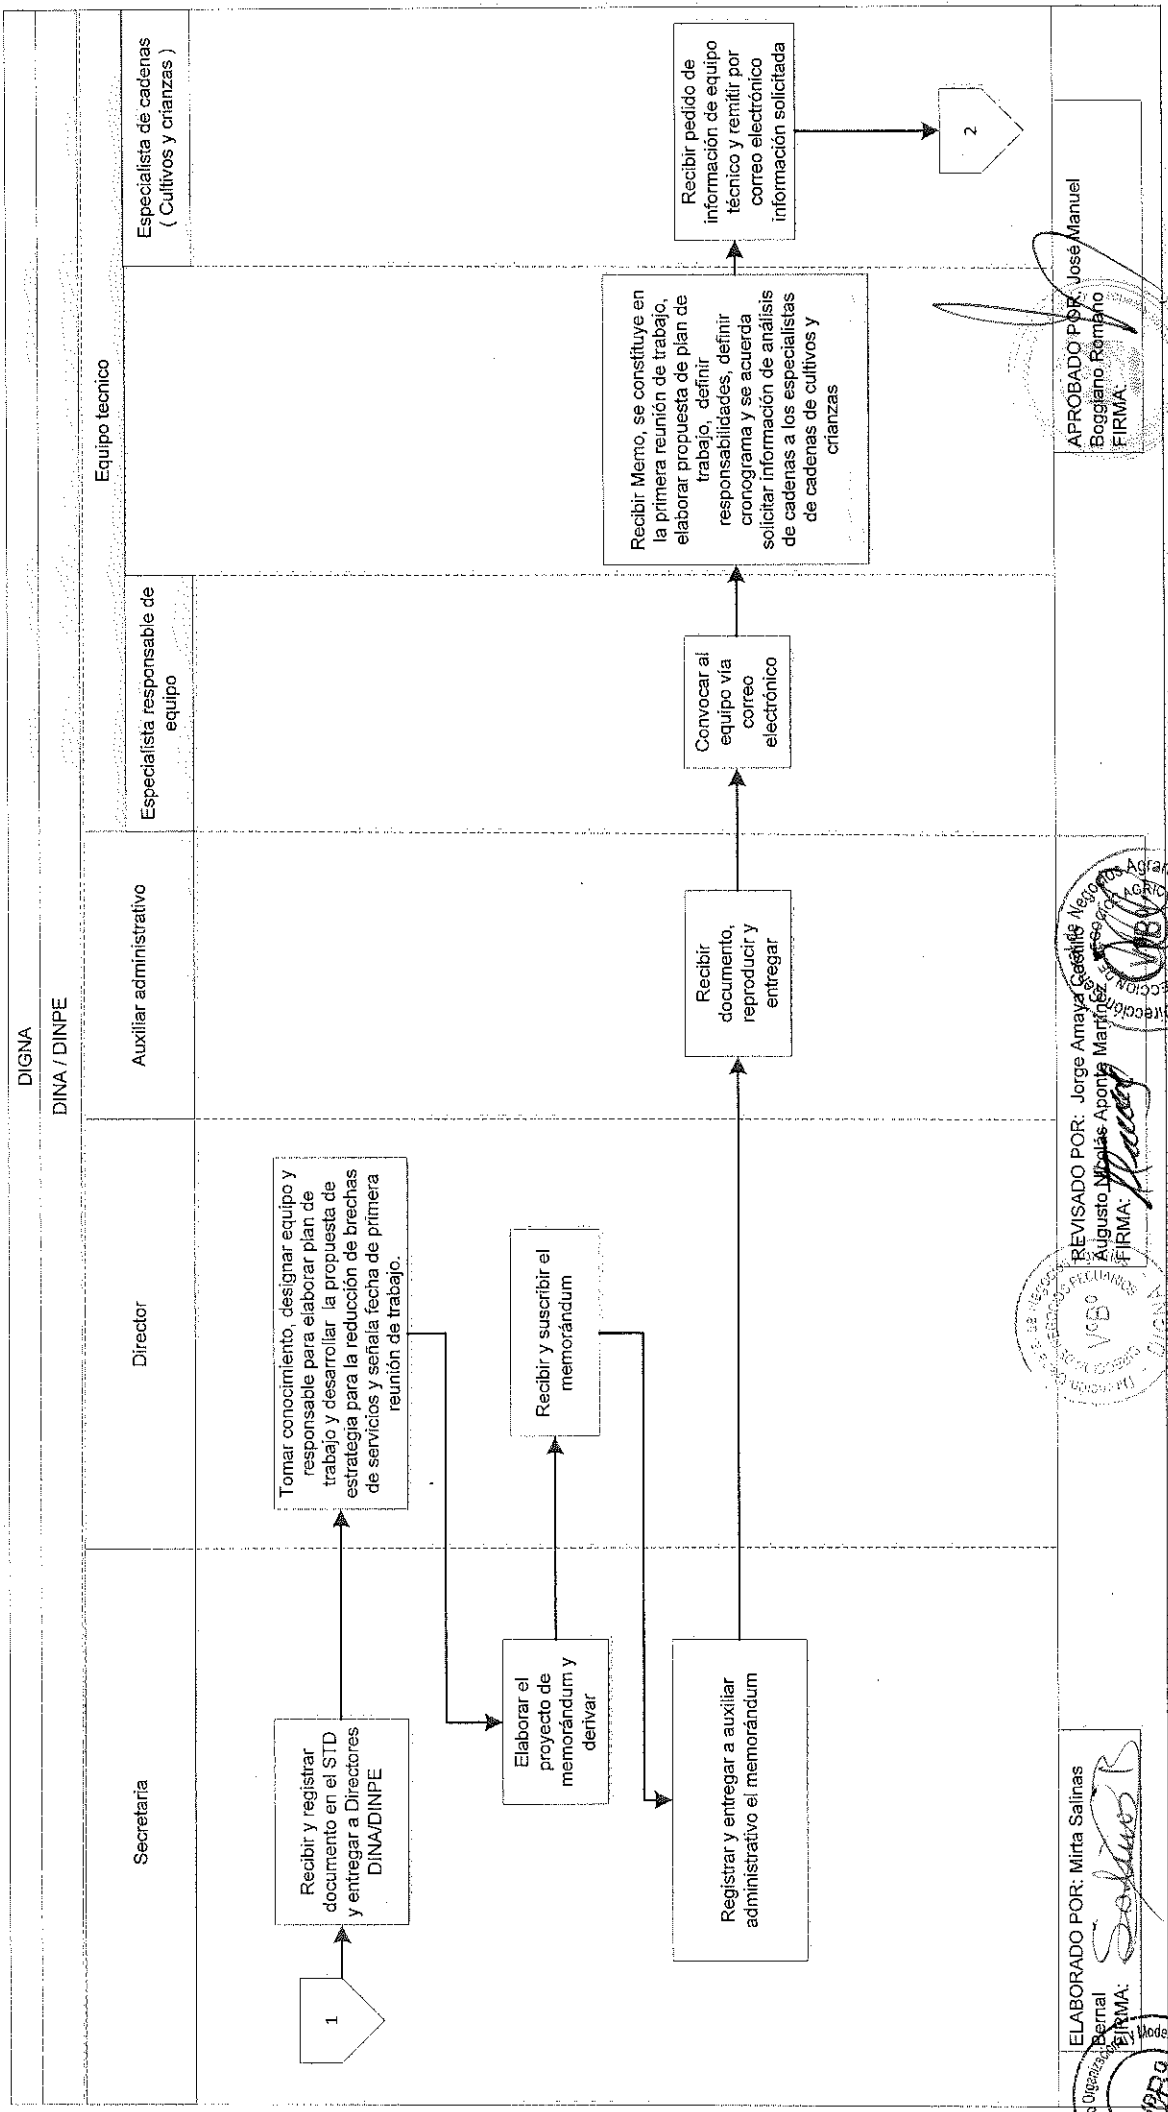 DIGNA
DINA / DINPE
Equipo tecnico
Secretaria
Director
Auxiliar administrativo
Especialista responsable de
equipo
Especialista de cadenas
( Cultivos y crianzas )
1
Recibir y registrar
documento en el STD
y entregar a Directores
DINA/DINPE
Tomar conocimiento, designar equipo y
responsable para elaborar plan de
trabajo y desarrollar la propuesta de
estrategia para la reducción de brechas
de servicios y señala fecha de primera
reunión de trabajo.
Elaborar el
proyecto de
memorándum y
derivar
Recibir y suscribir el
memorándum
Registrar y entregar a auxiliar
administrativo el memorándum
Recibir
documento,
reproducir y
entregar
Convocar al
equipo vía
correo
electrónico
Recibir Memo, se constituye en
la primera reunión de trabajo,
elaborar propuesta de plan de
trabajo, definir
responsabilidades, definir
cronograma y se acuerda
solicitar información de análisis
de cadenas a los especialistas
de cadenas de cultivos y
crianzas
Recibir pedido de
información de equipo
técnico y remitir por
correo electrónico
información solicitada
2
ELABORADO POR: Mirta Salinas
Bernal
FIRMA:
REVISADO POR: Jorge Amaya Castillo
Augusto Nicolás Aponte Martínez
FIRMA:
APROBADO POR: José Manuel
Boggiano Romano
FIRMA:
VºBº
DIGNA
VºBº
VºBº